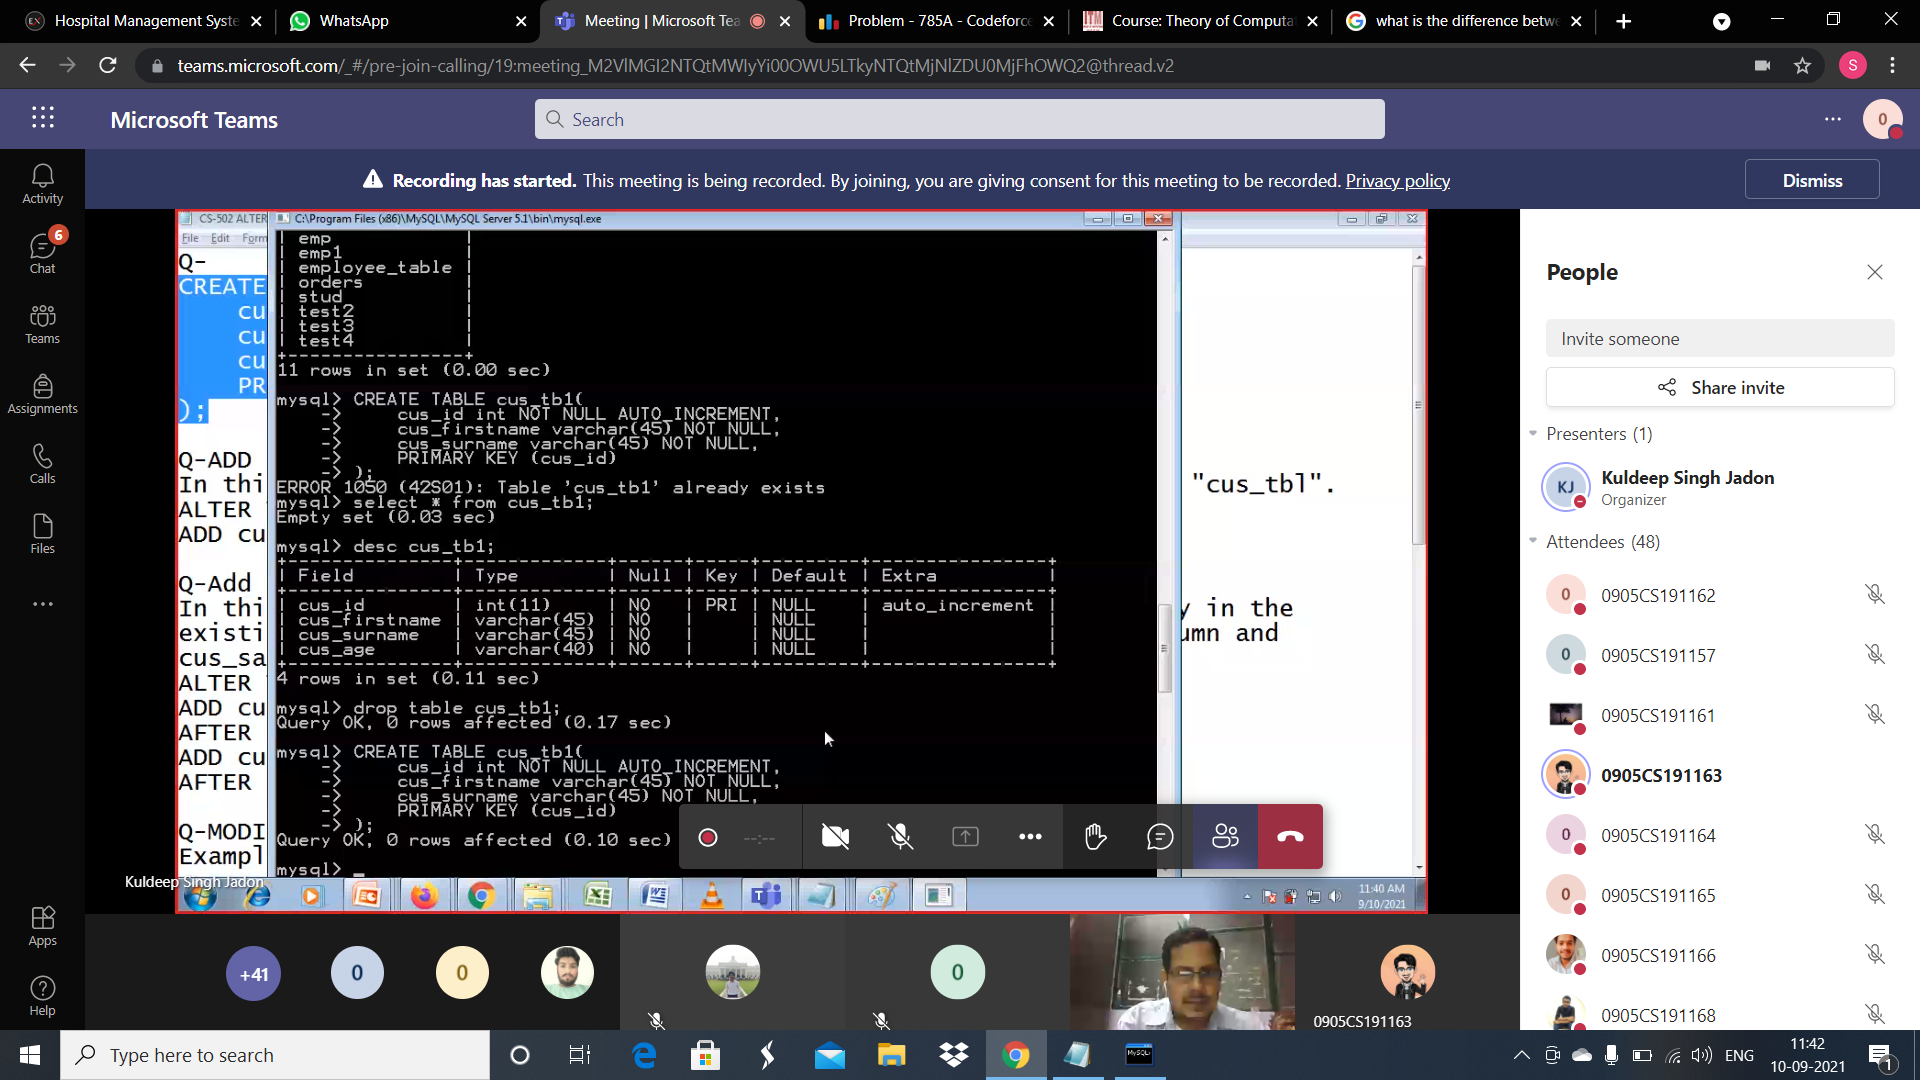 Hospital Management Syste
WhatsApp
Meeting | Microsoft Tea
Problem - 785A - Codeforce
Course: Theory of Computa
what is the difference betwe
teams.microsoft.com/_#/pre-join-calling/19:meeting_M2VlMGI2NTQtMWIyYi00OWU5LTkyNTQtMjNlZDU0MjFhOWQ2@thread.v2
S
Microsoft Teams
Search
0
Recording has started. This meeting is being recorded. By joining, you are giving consent for this meeting to be recorded. Privacy policy
Dismiss
Activity
6
Chat
Teams
Assignments
Calls
Files
Apps
Help
CS-502 ALTER
File Edit Form
Q-
CREATE
cu
cu
cu
PR
);
Q-ADD
In thi
ALTER
ADD cu
Q-Add
In thi
existi
cus_sa
ALTER
ADD cu
AFTER
ADD cu
AFTER
Q-MODI
Exampl
C:\Program Files (x86)\MySQL\MySQL Server 5.1\bin\mysql.exe
| emp |
| emp1 |
| employee_table |
| orders |
| stud |
| test2 |
| test3 |
| test4 |
+------------------+
11 rows in set (0.00 sec)
mysql> CREATE TABLE cus_tb1(
-> cus_id int NOT NULL AUTO_INCREMENT,
-> cus_firstname varchar(45) NOT NULL,
-> cus_surname varchar(45) NOT NULL,
-> PRIMARY KEY (cus_id)
-> );
ERROR 1050 (42S01): Table 'cus_tb1' already exists
mysql> select * from cus_tb1;
Empty set (0.03 sec)
mysql> desc cus_tb1;
| Field | Type | Null | Key | Default | Extra |
| cus_id | int(11) | NO | PRI | NULL | auto_increment |
| cus_firstname | varchar(45) | NO | | NULL | |
| cus_surname | varchar(45) | NO | | NULL | |
| cus_age | varchar(40) | NO | | NULL | |
4 rows in set (0.11 sec)
mysql> drop table cus_tb1;
Query OK, 0 rows affected (0.17 sec)
mysql> CREATE TABLE cus_tb1(
-> cus_id int NOT NULL AUTO_INCREMENT,
-> cus_firstname varchar(45) NOT NULL,
-> cus_surname varchar(45) NOT NULL,
-> PRIMARY KEY (cus_id)
-> );
Query OK, 0 rows affected (0.10 sec)
mysql> _
"cus_tbl".
y in the
umn and
Kuldeep Singh Jadon
--:--
11:40 AM
9/10/2021
+41
0
0
0
0905CS191163
People
Invite someone
Share invite
Presenters (1)
KJ
Kuldeep Singh Jadon
Organizer
Attendees (48)
0 0905CS191162
0 0905CS191157
0905CS191161
0905CS191163
0 0905CS191164
0 0905CS191165
0905CS191166
0905CS191168
Type here to search
MySQL
ENG
11:42
10-09-2021
1